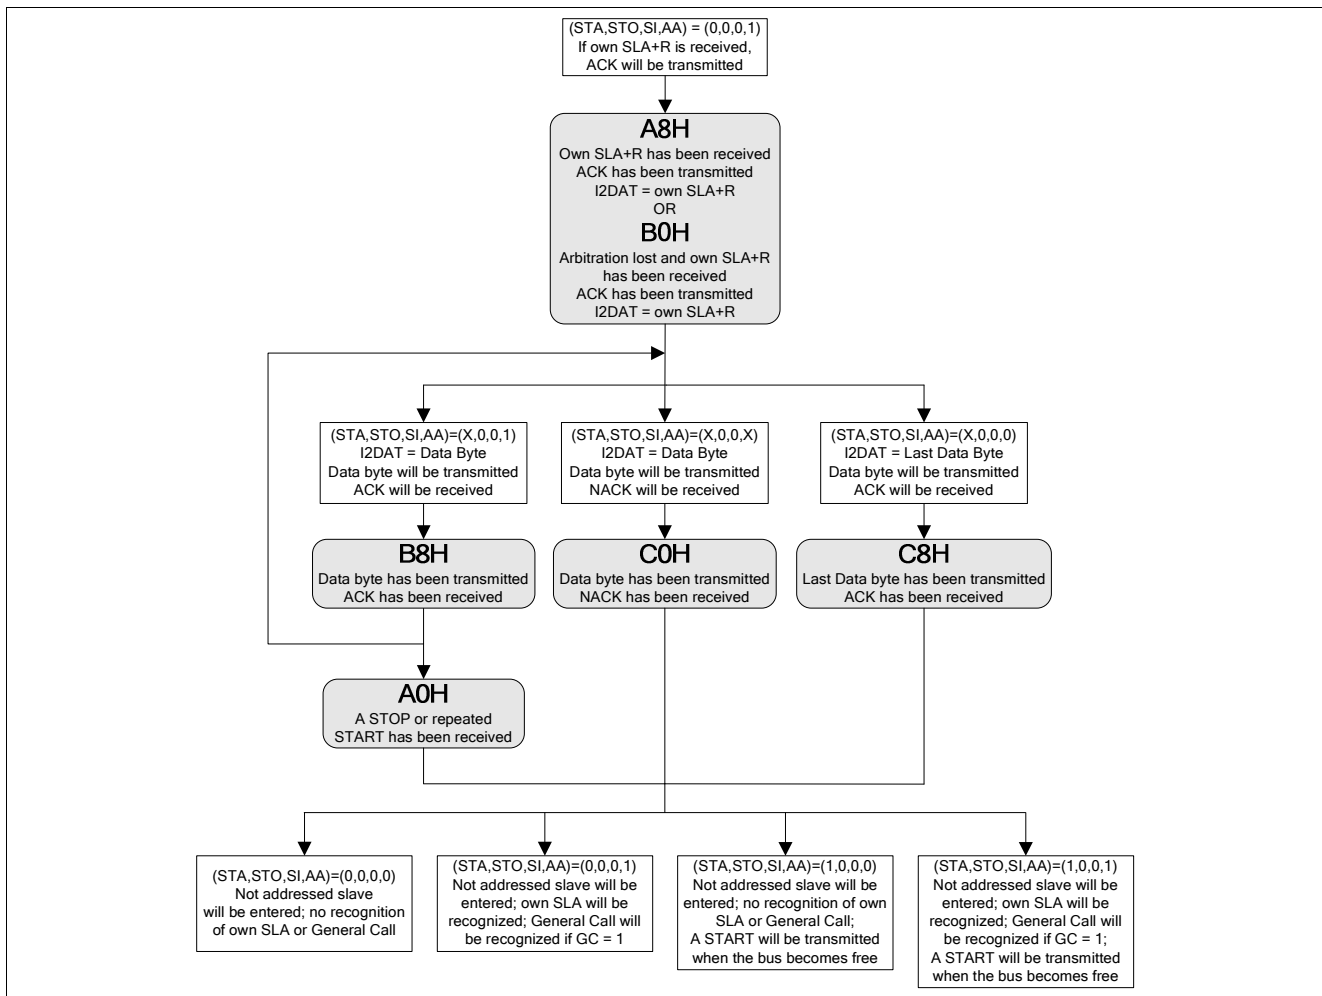 (STA,STO,SI,AA) = (0,0,0,1)
If own SLA+R is received,
ACK will be transmitted
A8H
Own SLA+R has been received
ACK has been transmitted
I2DAT = own SLA+R
OR
B0H
Arbitration lost and own SLA+R
has been received
ACK has been transmitted
I2DAT = own SLA+R
(STA,STO,SI,AA)=(X,0,0,1)
I2DAT = Data Byte
Data byte will be transmitted
ACK will be received
(STA,STO,SI,AA)=(X,0,0,X)
I2DAT = Data Byte
Data byte will be transmitted
NACK will be received
(STA,STO,SI,AA)=(X,0,0,0)
I2DAT = Last Data Byte
Data byte will be transmitted
ACK will be received
B8H
Data byte has been transmitted
ACK has been received
C0H
Data byte has been transmitted
NACK has been received
C8H
Last Data byte has been transmitted
ACK has been received
A0H
A STOP or repeated
START has been received
(STA,STO,SI,AA)=(0,0,0,0)
Not addressed slave
will be entered; no recognition
of own SLA or General Call
(STA,STO,SI,AA)=(0,0,0,1)
Not addressed slave will be
entered; own SLA will be
recognized; General Call will
be recognized if GC = 1
(STA,STO,SI,AA)=(1,0,0,0)
Not addressed slave will be
entered; no recognition of own
SLA or General Call;
A START will be transmitted
when the bus becomes free
(STA,STO,SI,AA)=(1,0,0,1)
Not addressed slave will be
entered; own SLA will be
recognized; General Call will
be recognized if GC = 1;
A START will be transmitted
when the bus becomes free